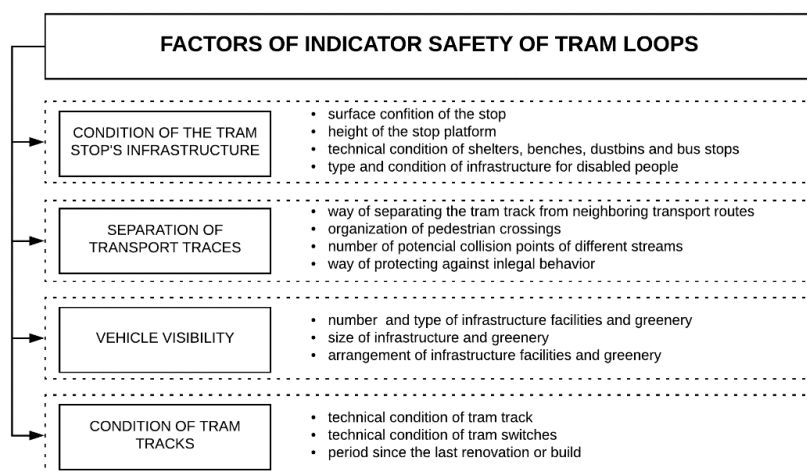 FACTORS OF INDICATOR SAFETY OF TRAM LOOPS
CONDITION OF THE TRAM
STOP'S INFRASTRUCTURE
• surface confition of the stop
• height of the stop platform
• technical condition of shelters, benches, dustbins and bus stops
• type and condition of infrastructure for disabled people
SEPARATION OF
TRANSPORT TRACES
• way of separating the tram track from neighboring transport routes
• organization of pedestrian crossings
• number of potencial collision points of different streams
• way of protecting against inlegal behavior
VEHICLE VISIBILITY
• number and type of infrastructure facilities and greenery
• size of infrastructure and greenery
• arrangement of infrastructure facilities and greenery
CONDITION OF TRAM
TRACKS
• technical condition of tram track
• technical condition of tram switches
• period since the last renovation or build